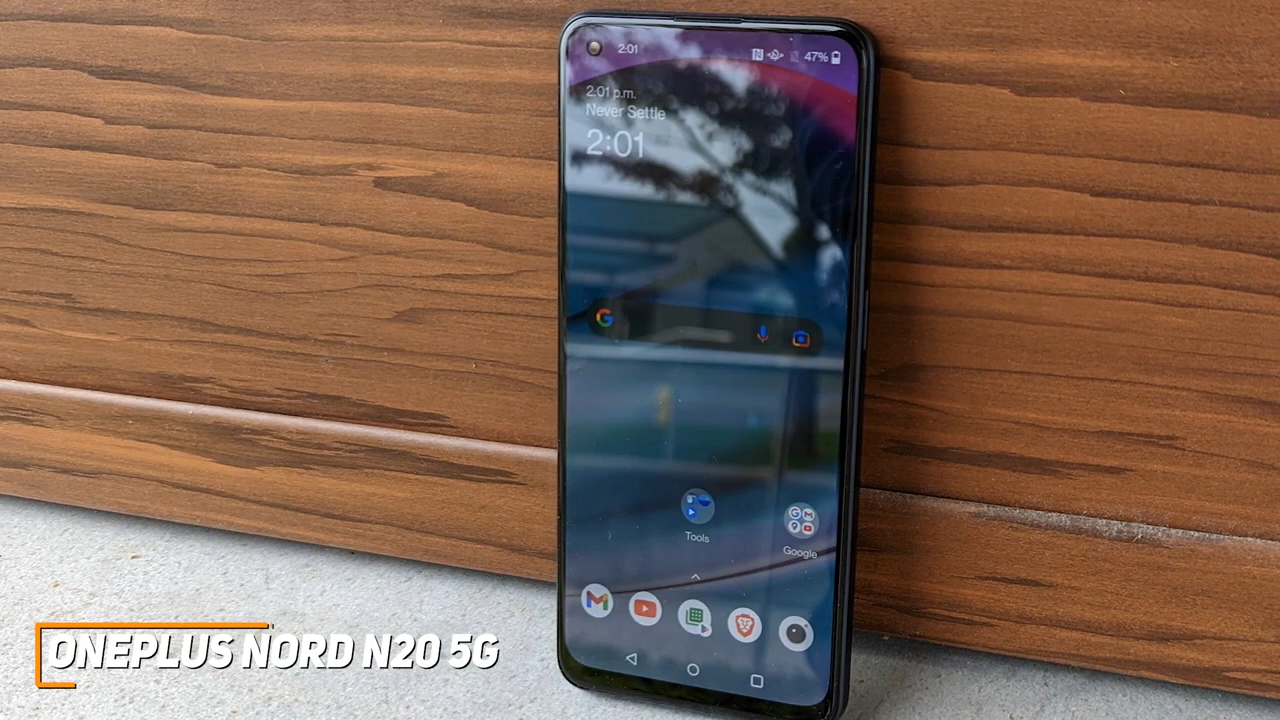 2:01
47%
2:01 p.m.
Never Settle
2:01
Tools
Google
ONEPLUS NORD N20 5G